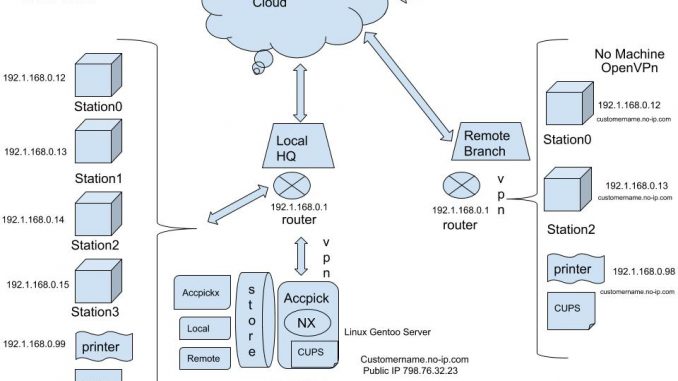 Cloud
192.1.168.0.12
Station0
192.1.168.0.13
Station1
192.1.168.0.14
Station2
192.1.168.0.15
Station3
192.1.168.0.99
printer
Local
HQ
192.1.168.0.1
router
vpn
Accpickx
Local
Remote
store
Accpick
NX
CUPS
Linux Gentoo Server
Customername.no-ip.com
Public IP 798.76.32.23
Remote
Branch
192.1.168.0.1
router
vpn
No Machine
OpenVPn
192.1.168.0.12
customername.no-ip.com
Station0
192.1.168.0.13
customername.no-ip.com
Station2
printer
192.1.168.0.98
customername.no-ip.com
CUPS